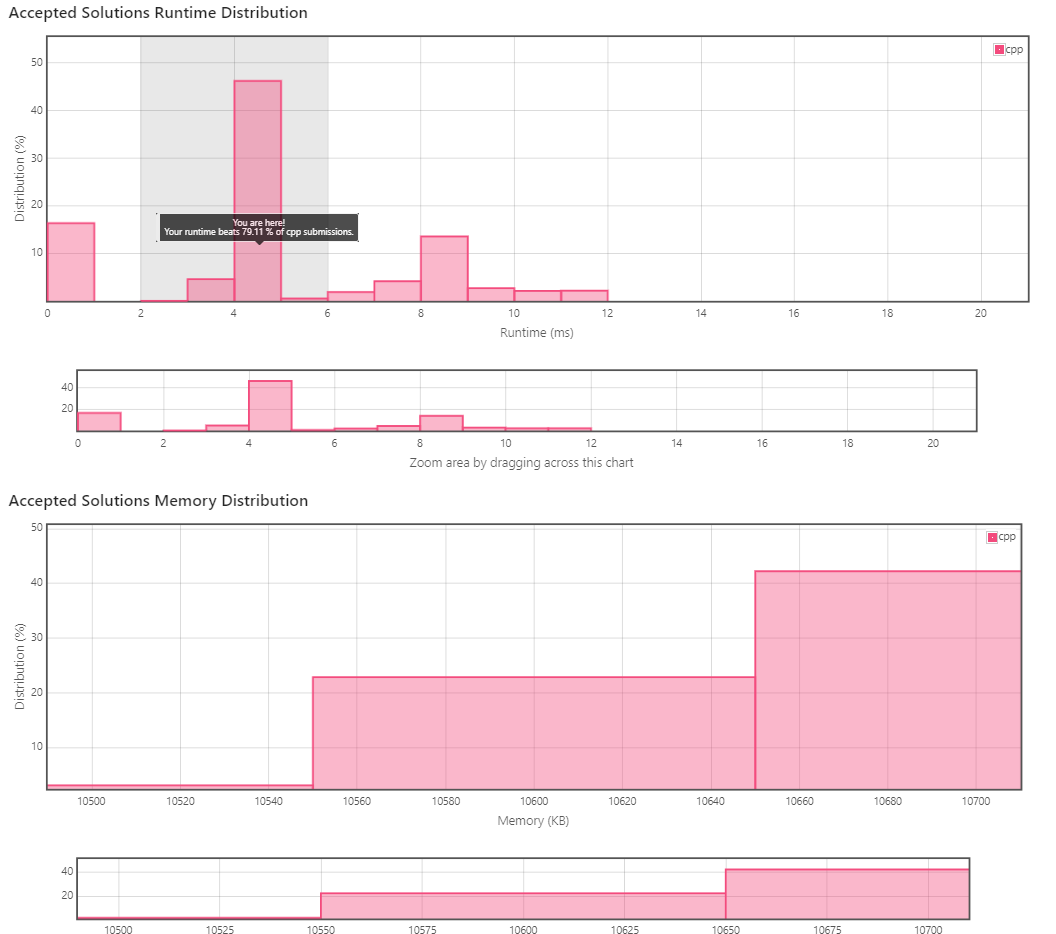 Accepted Solutions Runtime Distribution
cpp
50
40
30
20
10
Distribution (%)
You are here!
Your runtime beats 79.11 % of cpp submissions.
0 2 4 6 8 10 12 14 16 18 20
Runtime (ms)
40
20
0 2 4 6 8 10 12 14 16 18 20
Zoom area by dragging across this chart
Accepted Solutions Memory Distribution
cpp
50
40
30
20
10
Distribution (%)
10500 10520 10540 10560 10580 10600 10620 10640 10660 10680 10700
Memory (KB)
40
20
10500 10525 10550 10575 10600 10625 10650 10675 10700